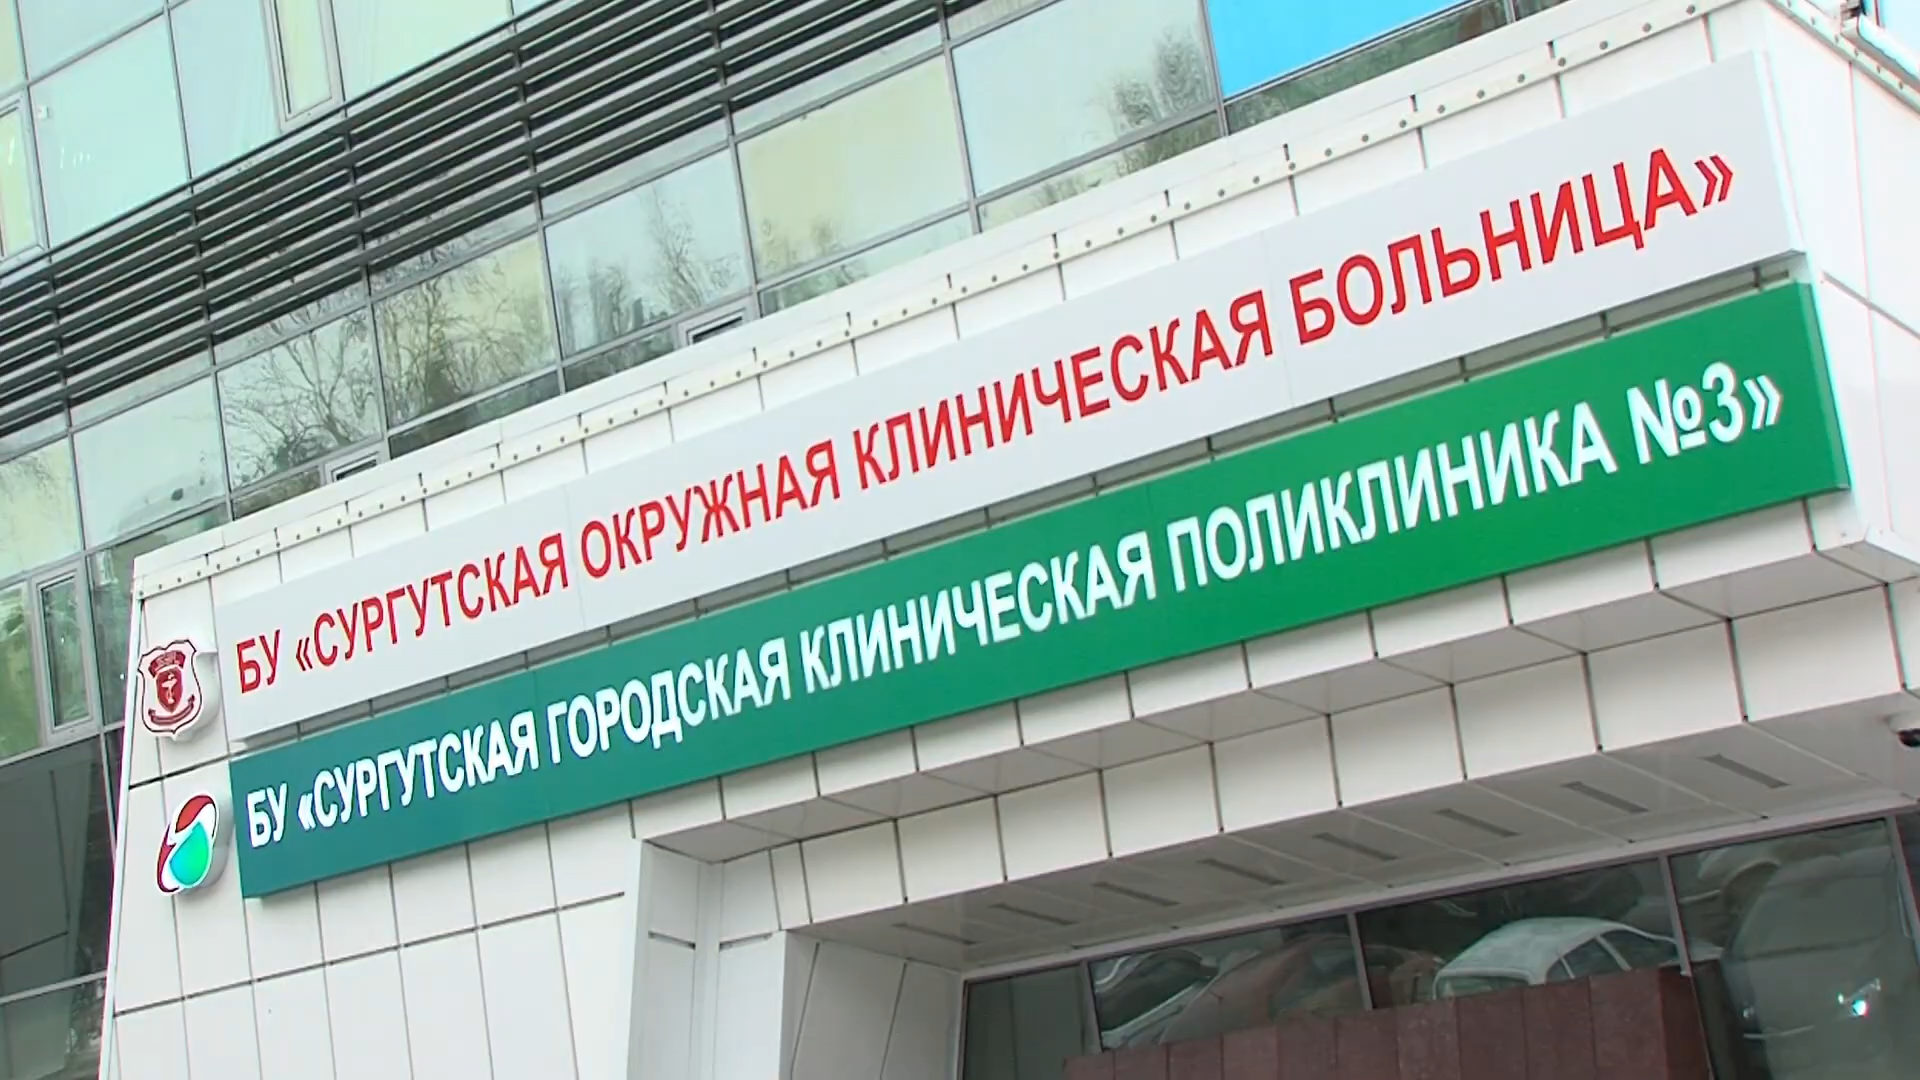 БУ «СУРГУТСКАЯ ОКРУЖНАЯ КЛИНИЧЕСКАЯ БОЛЬНИЦА»
БУ «СУРГУТСКАЯ ГОРОДСКАЯ КЛИНИЧЕСКАЯ ПОЛИКЛИНИКА №3»